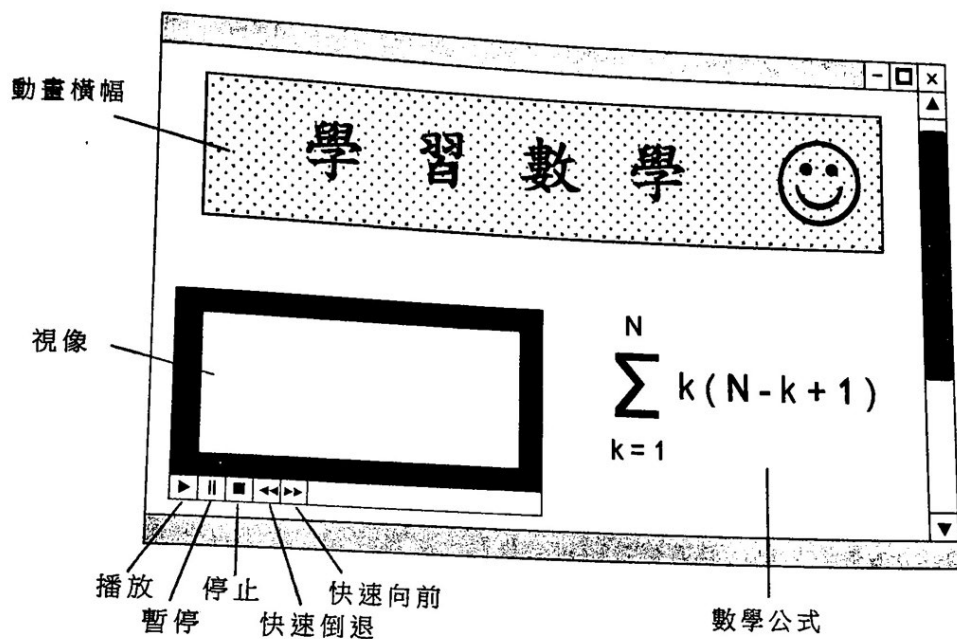 動畫橫幅
學習數學
視像
N
∑ k(N-k+1)
k=1
播放
暫停
停止
快速倒退
快速向前
數學公式